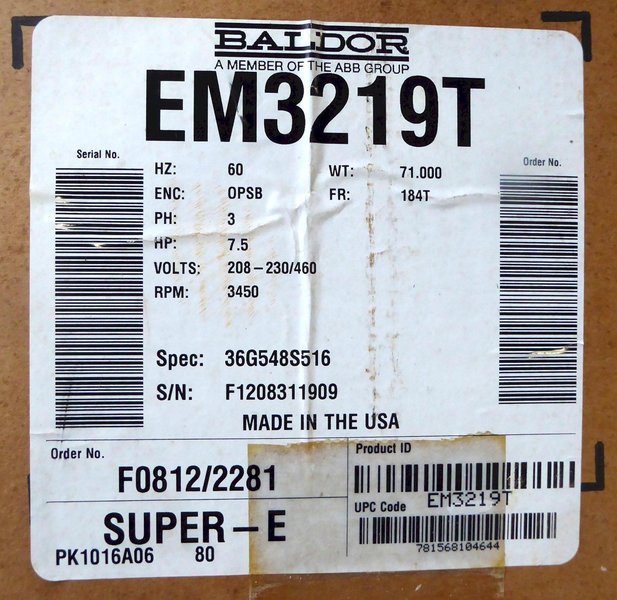 BALDOR
A MEMBER OF THE ABB GROUP
EM3219T
Serial No.
Order No.
HZ: 60 WT: 71.000
ENC: OPSB FR: 184T
PH: 3
HP: 7.5
VOLTS: 208-230/460
RPM: 3450
Spec: 36G548S516
S/N: F1208311909
MADE IN THE USA
Order No.
F0812/2281
SUPER-E
PK1016A06 80
Product ID
EM3219T
UPC Code
781568104644